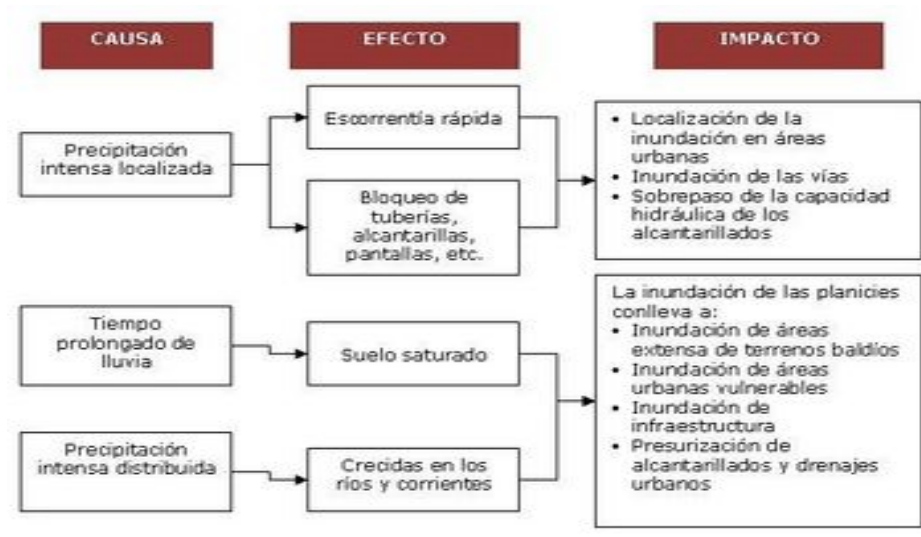 CAUSA
EFECTO
IMPACTO
Precipitación
intensa localizada
Escorrentía rápida
Bloqueo de
tuberías,
alcantarillas,
pantallas, etc.
• Localización de la
inundación en áreas
urbanas
• Inundación de las vías
• Sobrepaso de la capacidad
hidráulica de los
alcantarillados
Tiempo
prolongado de
lluvia
Suelo saturado
Precipitación
intensa distribuida
Crecidas en los
ríos y corrientes
La inundación de las planicies
conlleva a:
• Inundación de áreas
extensa de terrenos baldíos
• Inundación de áreas
urbanas vulnerables
• Inundación de
infraestructura
• Presurización de
alcantarillados y drenajes
urbanos